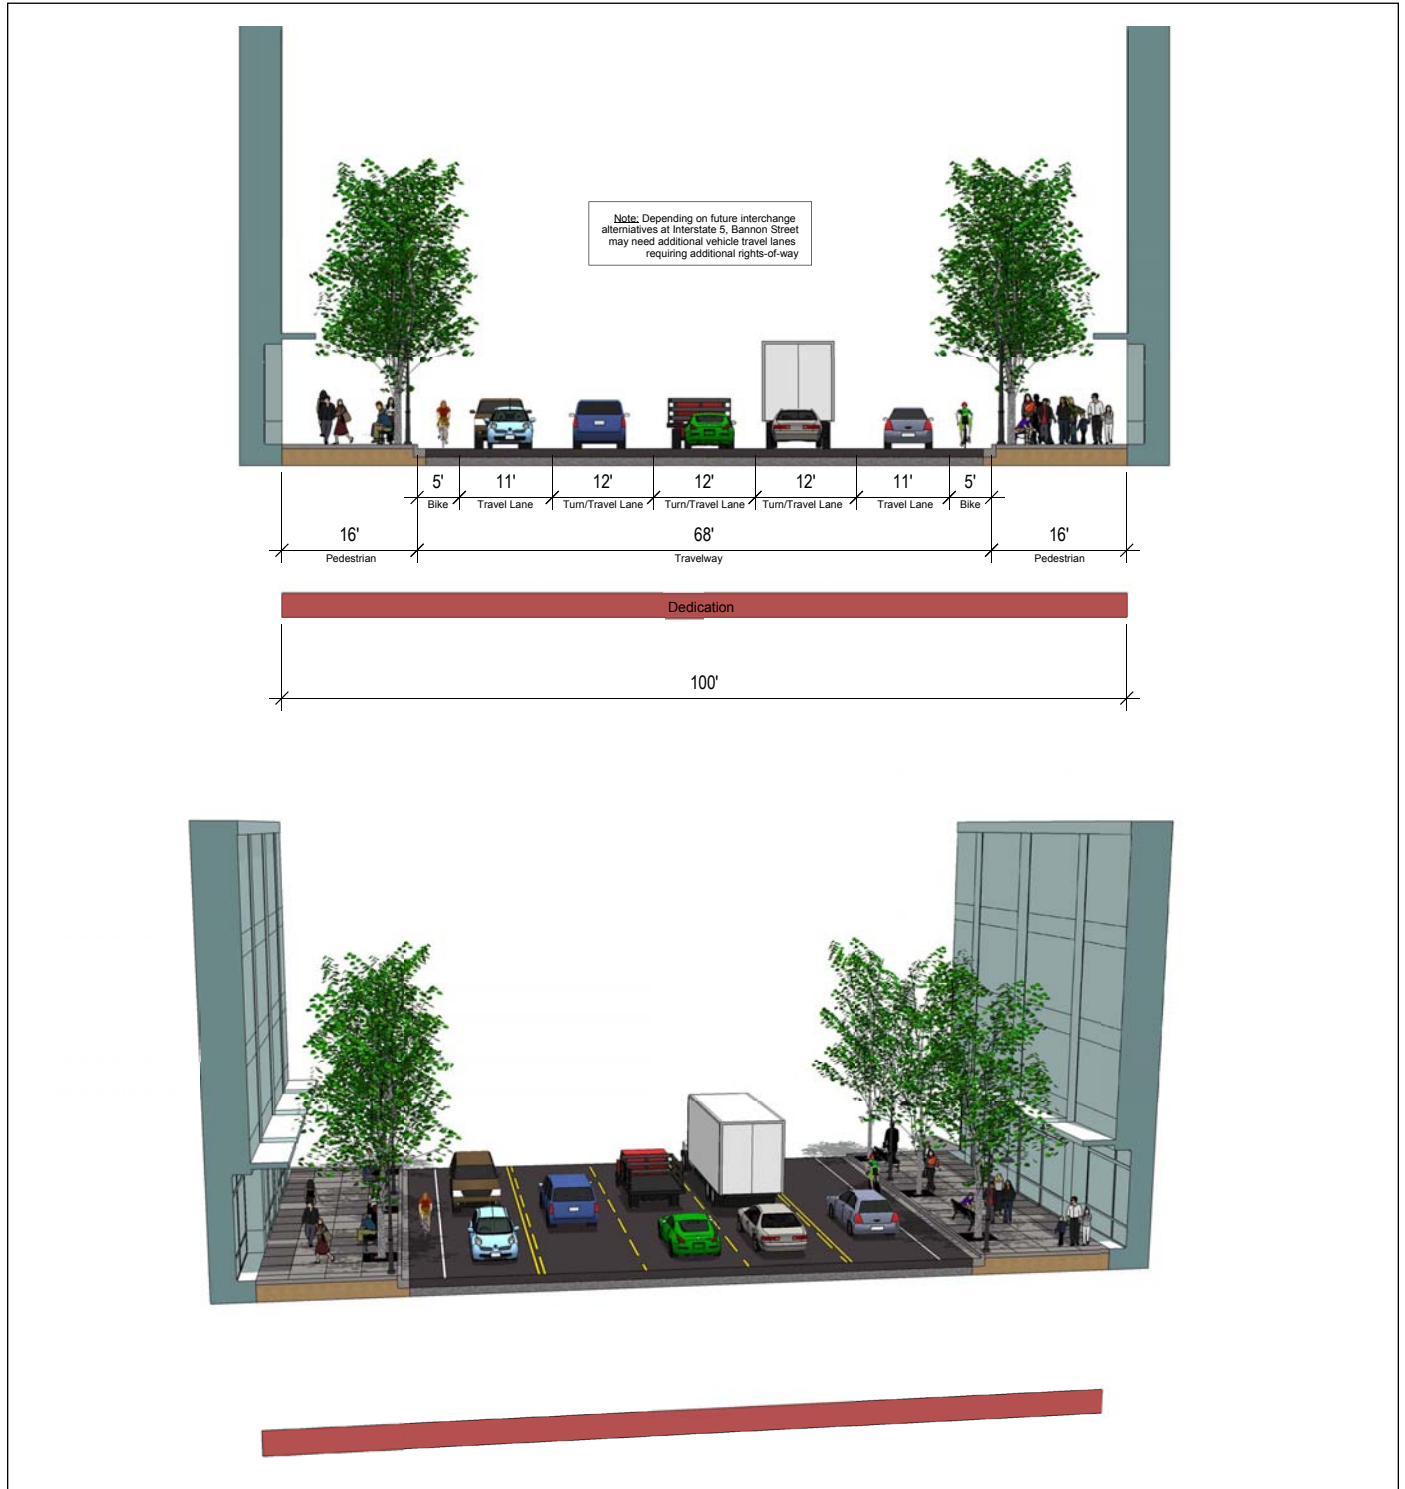 Note: Depending on future interchange
alterniatives at Interstate 5, Bannon Street
may need additional vehicle travel lanes
requiring additional rights-of-way
5' 11' 12' 12' 12' 11' 5'
Bike Travel Lane Turn/Travel Lane Turn/Travel Lane Turn/Travel Lane Travel Lane Bike
16' 68' 16'
Pedestrian Travelway Pedestrian
Dedication
100'